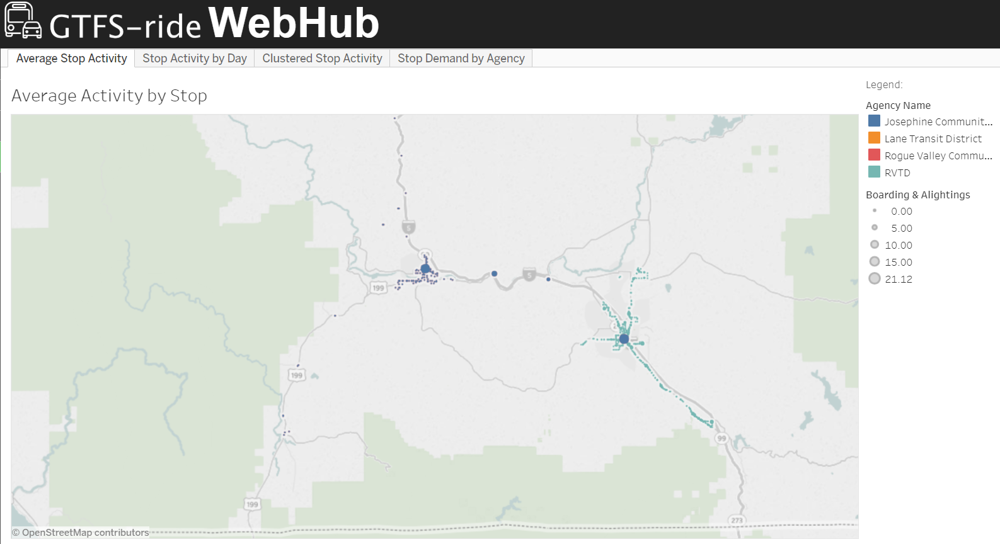 GTFS-ride WebHub
Average Stop Activity
Stop Activity by Day
Clustered Stop Activity
Stop Demand by Agency
Average Activity by Stop
Legend:
Agency Name
Josephine Communit...
Lane Transit District
Rogue Valley Commu...
RVTD
Boarding & Alightings
0.00
5.00
10.00
15.00
21.12
5
5
199
199
99
199
273
© OpenStreetMap contributors